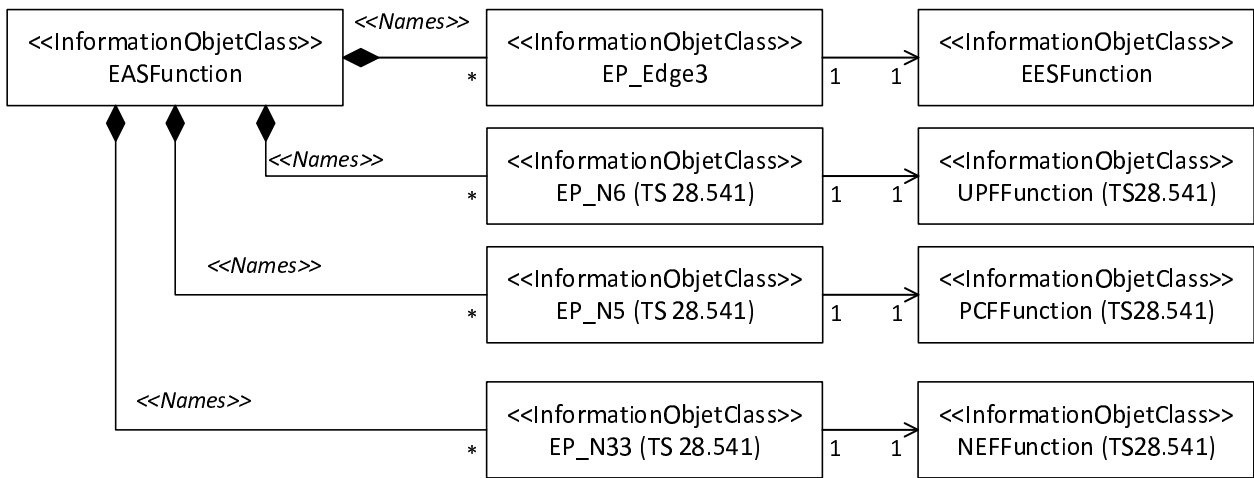 <<InformationObjetClass>>
EASFunction
<<Names>>
*
<<InformationObjetClass>>
EP_Edge3
1
1
<<InformationObjetClass>>
EESFunction
<<Names>>
*
<<InformationObjetClass>>
EP_N6 (TS 28.541)
1
1
<<InformationObjetClass>>
UPFFunction (TS28.541)
<<Names>>
*
<<InformationObjetClass>>
EP_N5 (TS 28.541)
1
1
<<InformationObjetClass>>
PCFFunction (TS28.541)
<<Names>>
*
<<InformationObjetClass>>
EP_N33 (TS 28.541)
1
1
<<InformationObjetClass>>
NEFFunction (TS28.541)